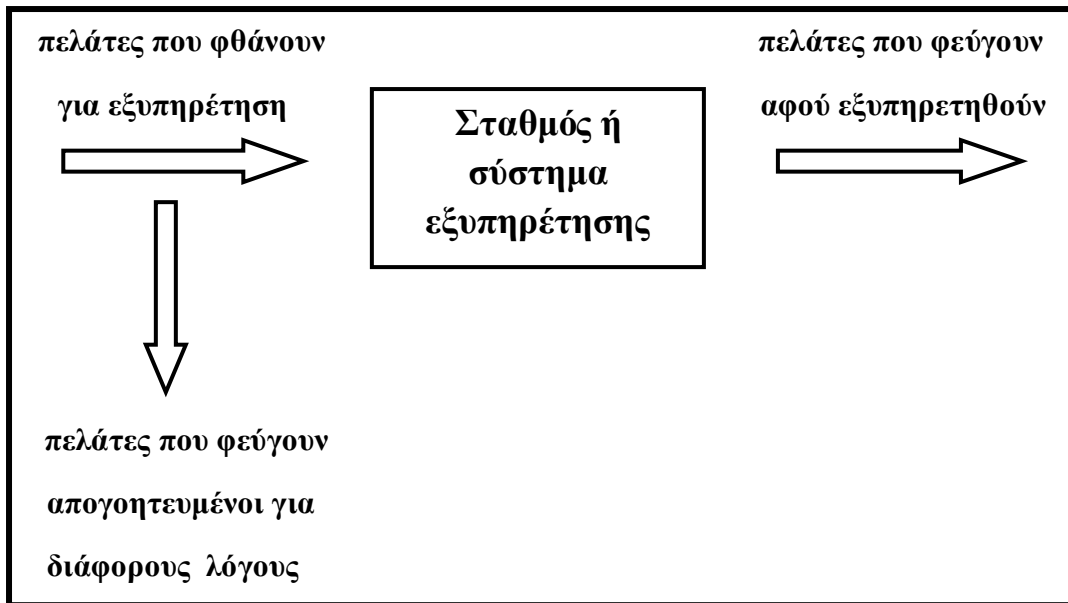 πελάτες που φθάνουν
για εξυπηρέτηση
Σταθμός ή
σύστημα
εξυπηρέτησης
πελάτες που φεύγουν
αφού εξυπηρετηθούν
πελάτες που φεύγουν
απογοητευμένοι για
διάφορους λόγους